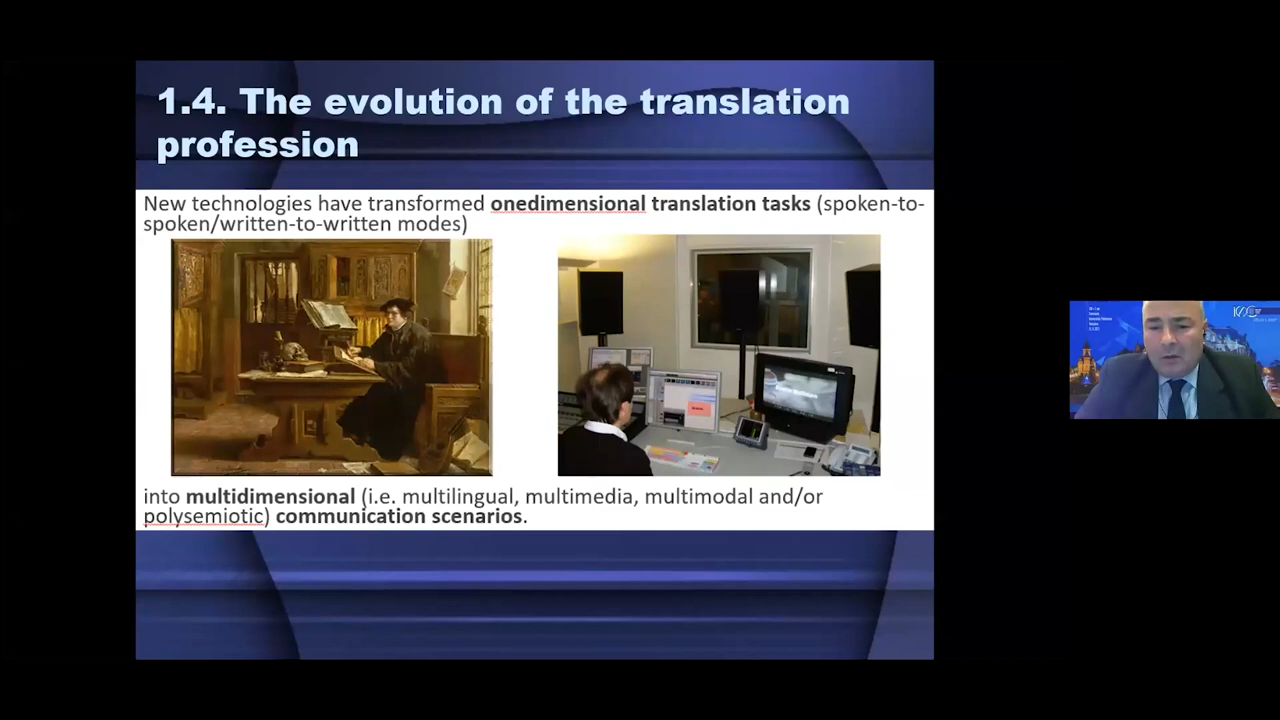 1.4. The evolution of the translation
profession
New technologies have transformed onedimensional translation tasks (spoken-to-
spoken/written-to-written modes)
into multidimensional (i.e. multilingual, multimedia, multimodal and/or
polysemiotic) communication scenarios.